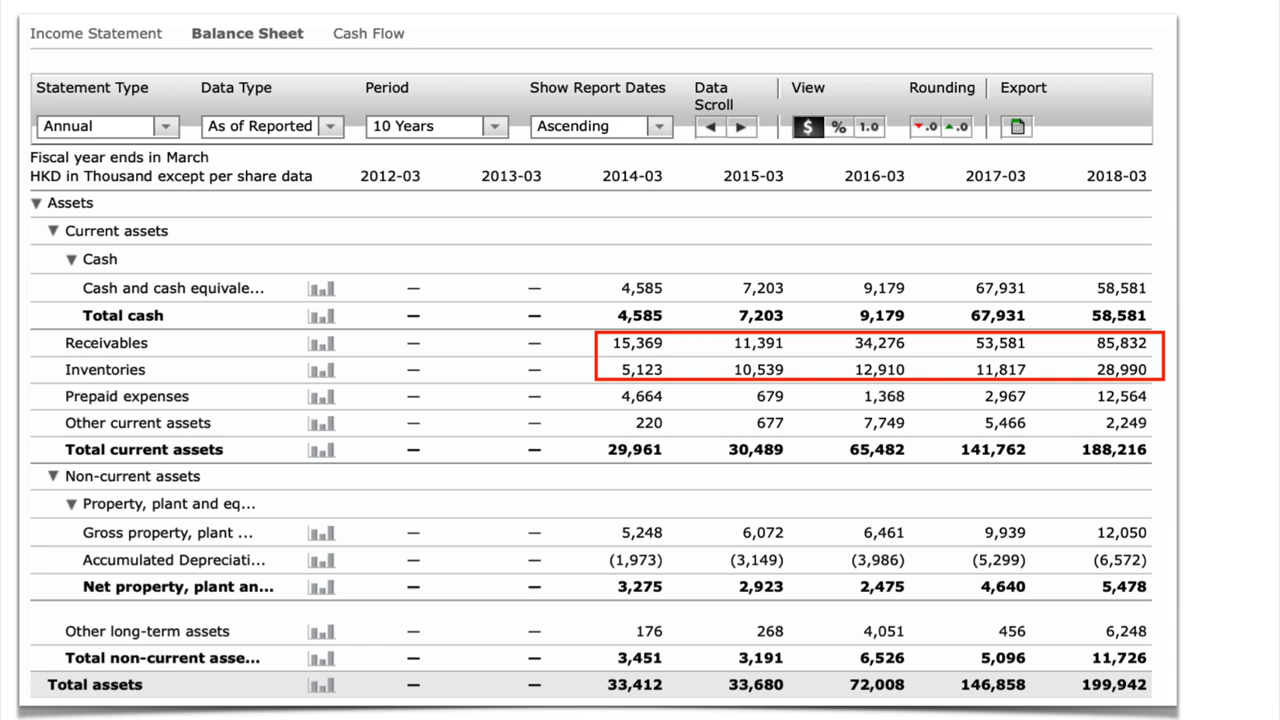 Income Statement Balance Sheet Cash Flow
Statement Type Data Type Period Show Report Dates Data Scroll View Rounding Export
Annual As of Reported 10 Years Ascending $ % 1.0 .0 .0
Fiscal year ends in March
HKD in Thousand except per share data 2012-03 2013-03 2014-03 2015-03 2016-03 2017-03 2018-03
Assets
Current assets
Cash
Cash and cash equivale... — — 4,585 7,203 9,179 67,931 58,581
Total cash — — 4,585 7,203 9,179 67,931 58,581
Receivables — — 15,369 11,391 34,276 53,581 85,832
Inventories — — 5,123 10,539 12,910 11,817 28,990
Prepaid expenses — — 4,664 679 1,368 2,967 12,564
Other current assets — — 220 677 7,749 5,466 2,249
Total current assets — — 29,961 30,489 65,482 141,762 188,216
Non-current assets
Property, plant and eq...
Gross property, plant ... — — 5,248 6,072 6,461 9,939 12,050
Accumulated Depreciati... — — (1,973) (3,149) (3,986) (5,299) (6,572)
Net property, plant an... — — 3,275 2,923 2,475 4,640 5,478
Other long-term assets — — 176 268 4,051 456 6,248
Total non-current asse... — — 3,451 3,191 6,526 5,096 11,726
Total assets — — 33,412 33,680 72,008 146,858 199,942